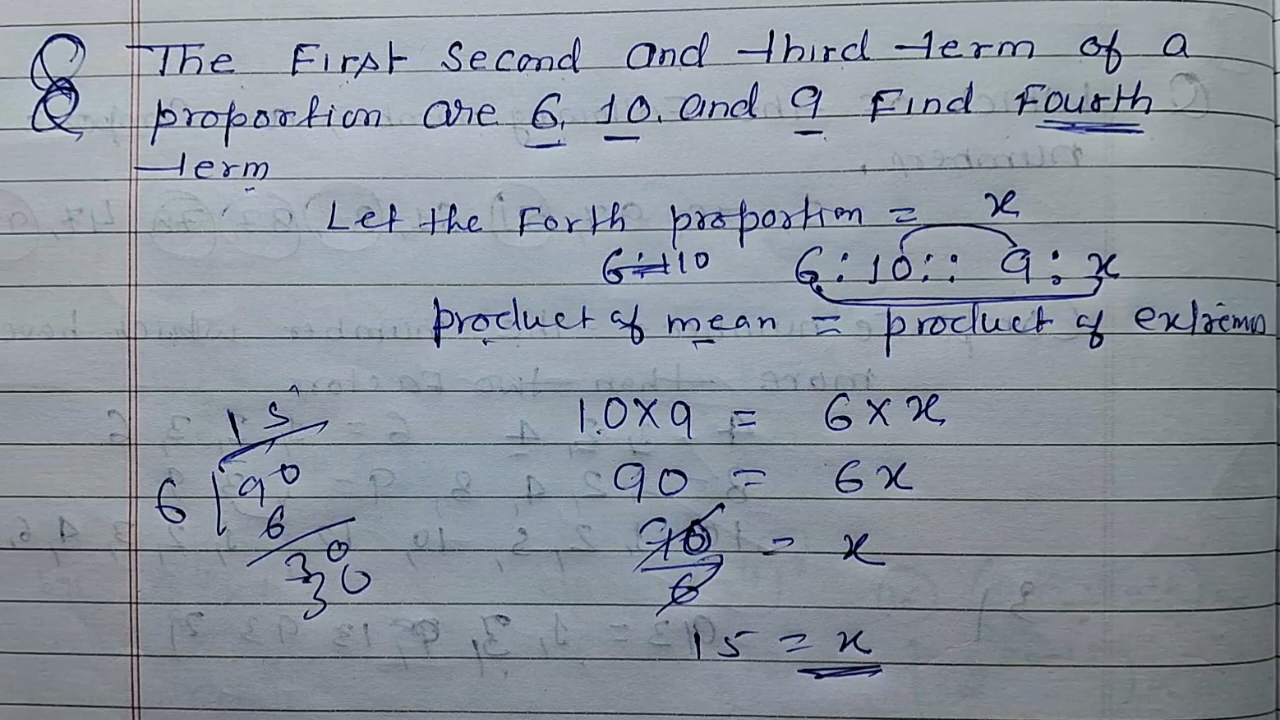 Q The First Second and third term of a
Q proportion are 6, 10, and 9 Find Fourth
term
Let the Forth proportion = x
6:10 6:10:: 9:x
product of mean = product of extrems
10×9 = 6×x
90 = 6x
90/6 = x
15 = x
15
6 90
6
30
30